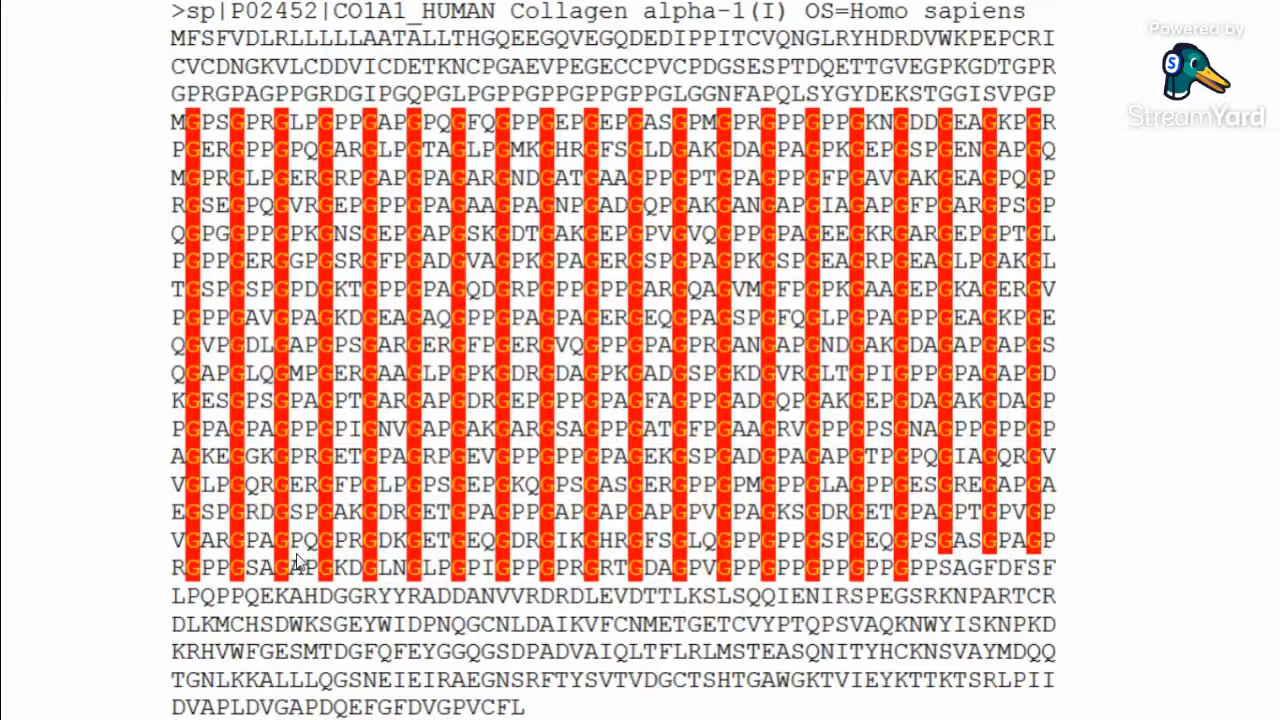 >sp|P02452|CO1A1_HUMAN Collagen alpha-1(I) OS=Homo sapiens
MFSFVDLRLLLLLAATALLTHGQEEGQVEGQDEDIPPITCVQNGLRYHDRDVWKPEPCRI
CVCDNGKVLCDDVICDETKNCPGAEVPEGECCPVCPDGSESPTDQETTGVEGPKGDTGPR
GPRGPAGPPGRDGIPGQPGLPGPPGPPGPPGPPGLGGNFAPQLSYGYDEKSTGGISVPGP
MGPSGPRGLPGPPGAPGPQGFQGPPGEPGEPGASGPMGPRGPPGPPGKNGDDGEAGKPGR
PGERGPPGPQGARGLPGTAGLPGMKGHRGFSGLDGAKGDAGPAGPKGEPGSPGENGAPGQ
MGPRGLPGERGRPGAPGPAGARGNDGATGAAGPPGPTGPAGPPGFPGAVGAKGEAGPQGP
RGSEGPQGVRGEPGPPGPAGAAGPAGNPGADGQPGAKGANGAPGIAGAPGFPGARGPSGP
QGPGGPPGPKGNSGEPGAPGSKGDTGAKGEPGPVGVQGPPGPAGEEGKRGARGEPGPTGL
PGPPGERGGPGSRGFPGADGVAGPKGPAGERGSPGPAGPKGSPGEAGRPGEAGLPGAKGL
TGSPGSPGPDGKTGPPGPAGQDGRPGPPGPPGARGQAGVMGFPGPKGAAGEPGKAGERGV
PGPPGAVGPAGKDGEAGAQGPPGPAGPAGERGEQGPAGSPGFQGLPGPAGPPGEAGKPGE
QGVPGDLGAPGPSGARGERGFPGERGVQGPPGPAGPRGANGAPGNDGAKGDAGAPGAPGS
QGAPGLQGMPGERGAAGLPGPKGDRGDAGPKGADGSPGKDGVRGLTGPIGPPGPAGAPGD
KGESGPSGPAGPTGARGAPGDRGEPGPPGPAGFAGPPGADGQPGAKGEPGDAGAKGDAGP
PGPAGPAGPPGPIGNVGAPGAKGARGSAGPPGATGFPGAAGRVGPPGPSGNAGPPGPPGP
AGKEGGKGPRGETGPAGRPGEVGPPGPPGPAGEKGSPGADGPAGAPGTPGPQGIAGQRGV
VGLPGQRGERGFPGLPGPSGEPGKQGPSGASGERGPPGPMGPPGLAGPPGESGREGAPGA
EGSPGRDGSPGAKGDRGETGPAGPPGAPGAPGAPGPVGPAGKSGDRGETGPAGPTGPVGP
VGARGPAGPQGPRGDKGETGEQGDRGIKGHRGFSGLQGPPGPPGSPGEQGPSGASGPAGP
RGPPGSAGAPGKDGLNGLPGPIGPPGPRGRTGDAGPVGPPGPPGPPGPPGPPSAGFDFSF
LPQPPQEKAHDGGRYYRADDANVVRDRDLEVDTTLKSLSQQIENIRSPEGSRKNPARTCR
DLKMCHSDWKSGEYWIDPNQGCNLDAIKVFCNMETGETCVYPTQPSVAQKNWYISKNPKD
KRHVWFGESMTDGFQFEYGGQGSDPADVAIQLTFLRLMSTEASQNITYHCKNSVAYMDQQ
TGNLKKALLLQGSNEIEIRAEGNSRFTYSVTVDGCTSHTGAWGKTVIEYKTTKTSRLPII
DVAPLDVGAPDQEFGFDVGPVCFL
Powered by
S
StreamYard